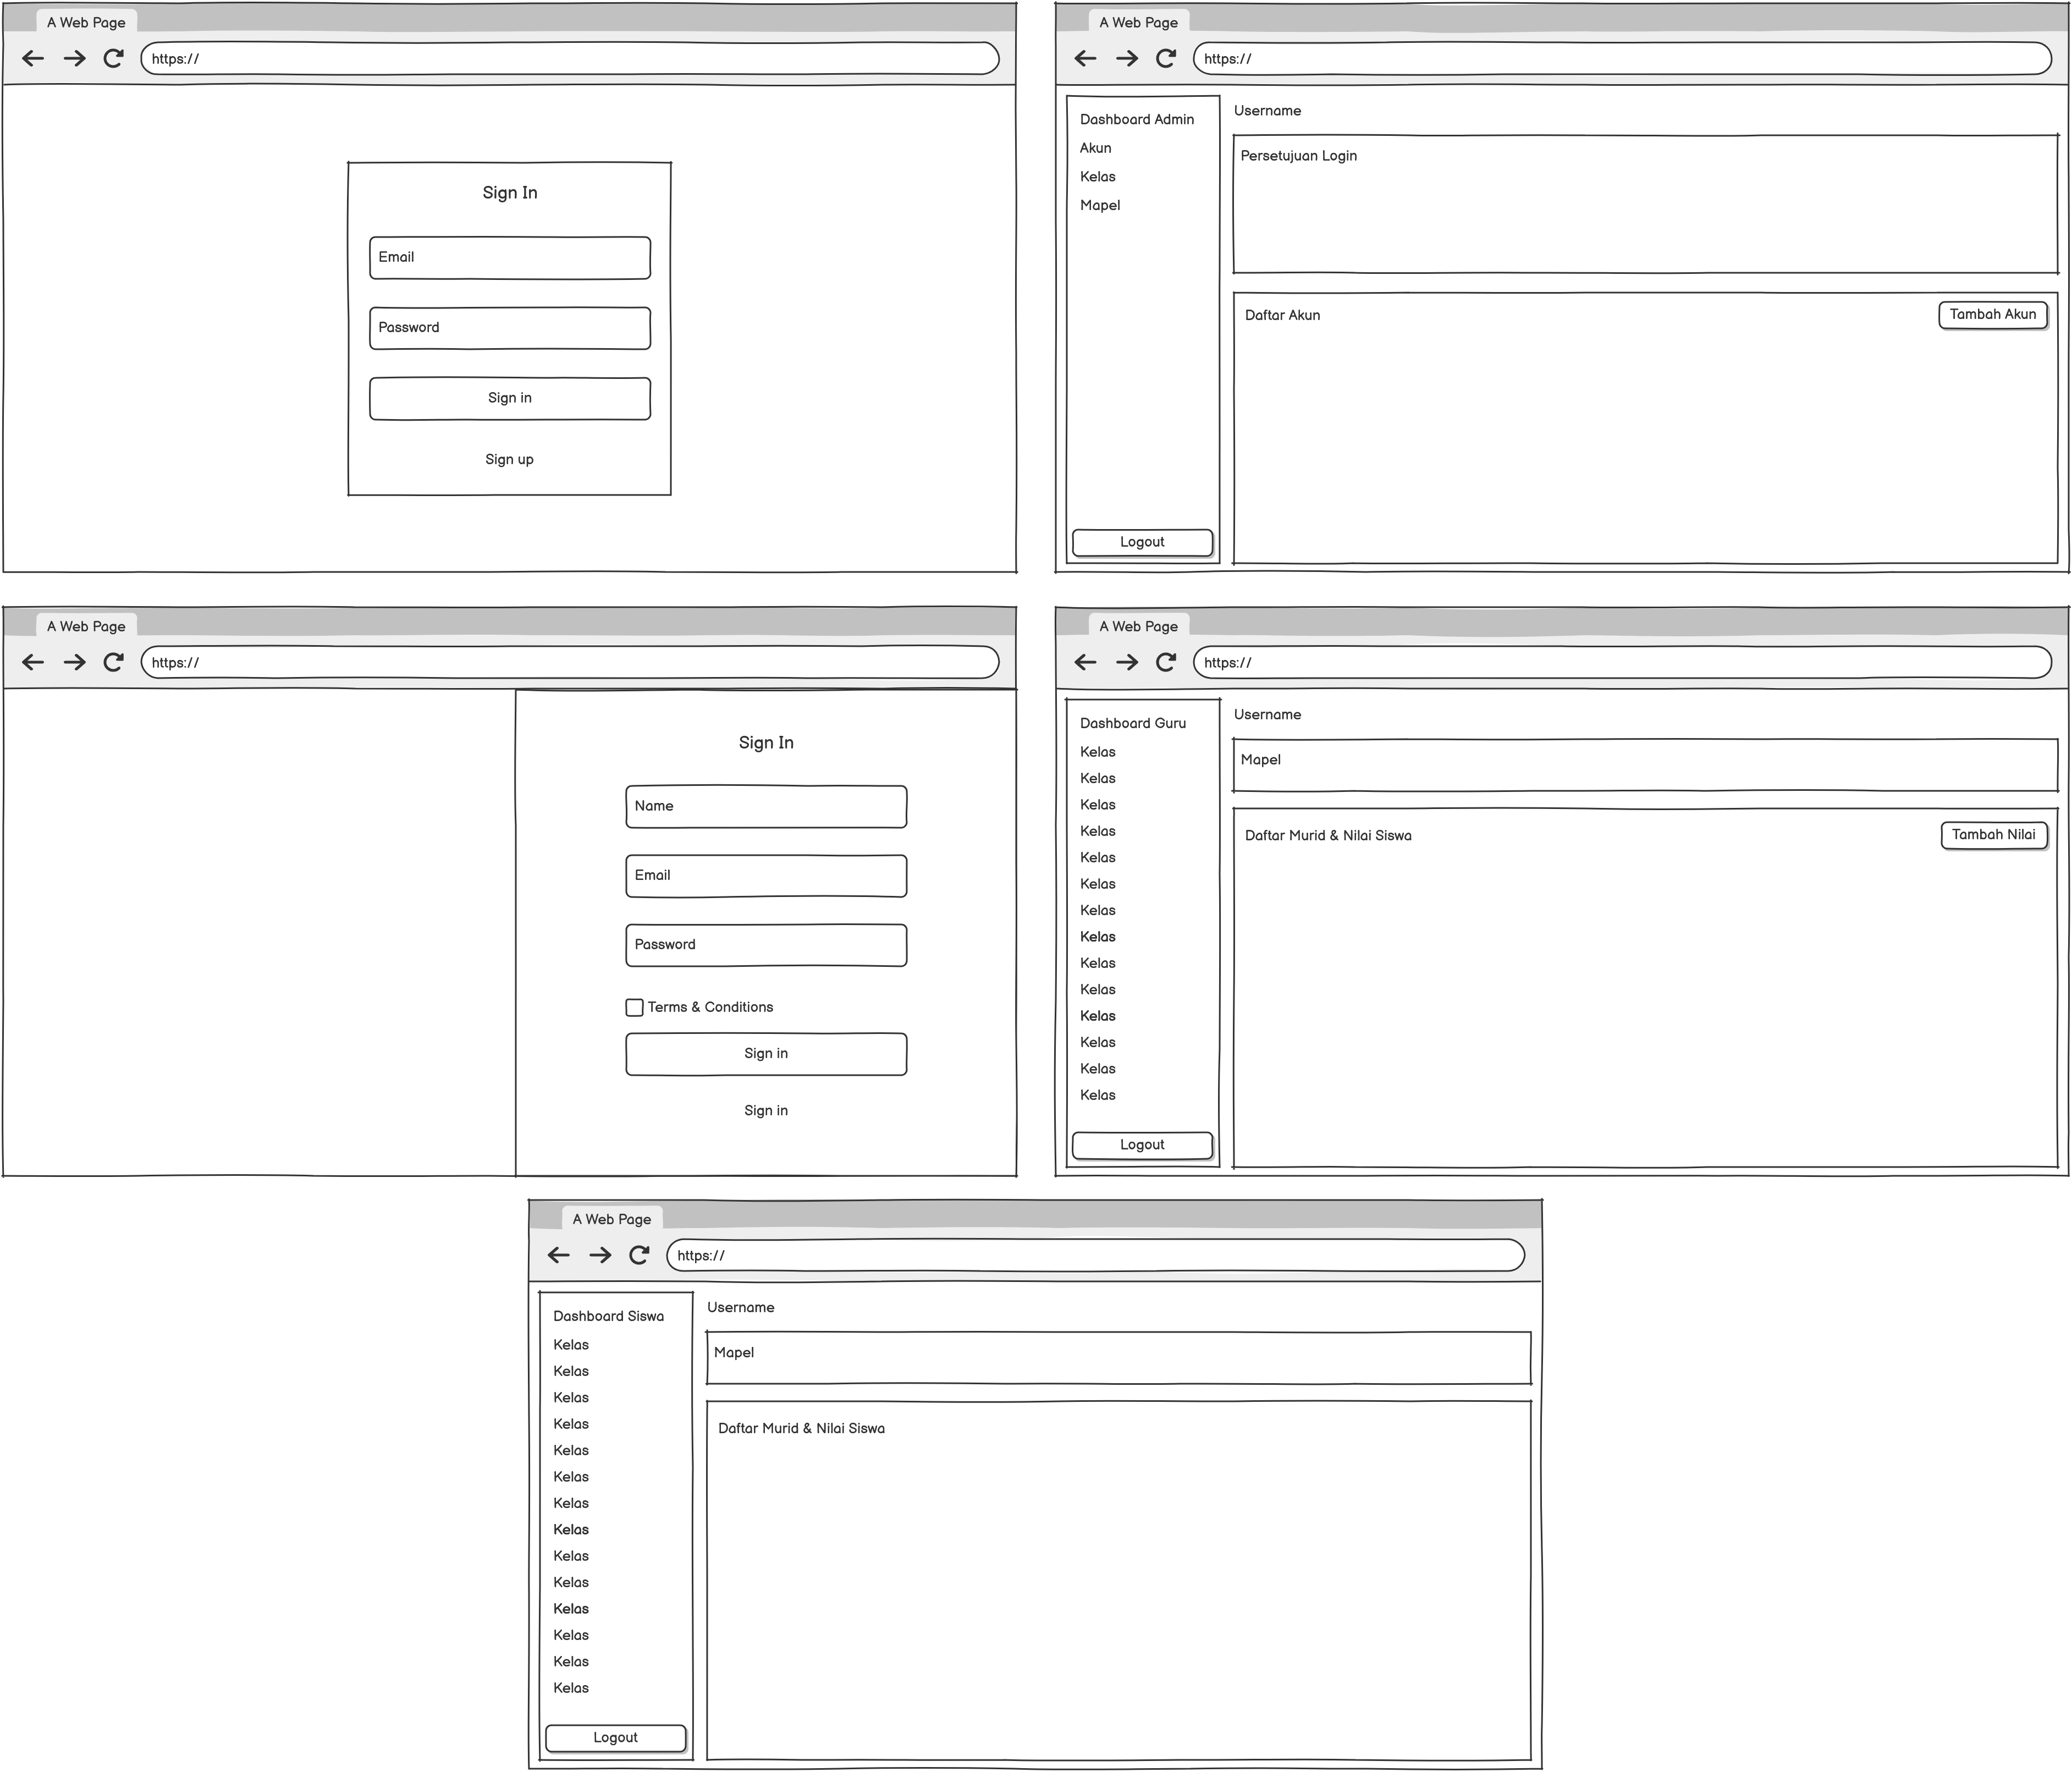 A Web Page
https://
Sign In
Email
Password
Sign in
Sign up
A Web Page
https://
Dashboard Admin
Akun
Kelas
Mapel
Logout
Username
Persetujuan Login
Daftar Akun
Tambah Akun
A Web Page
https://
Sign In
Name
Email
Password
Terms & Conditions
Sign in
Sign in
A Web Page
https://
Dashboard Guru
Kelas
Kelas
Kelas
Kelas
Kelas
Kelas
Kelas
Kelas
Kelas
Kelas
Kelas
Kelas
Kelas
Kelas
Logout
Username
Mapel
Daftar Murid & Nilai Siswa
Tambah Nilai
A Web Page
https://
Dashboard Siswa
Kelas
Kelas
Kelas
Kelas
Kelas
Kelas
Kelas
Kelas
Kelas
Kelas
Kelas
Kelas
Kelas
Kelas
Logout
Username
Mapel
Daftar Murid & Nilai Siswa